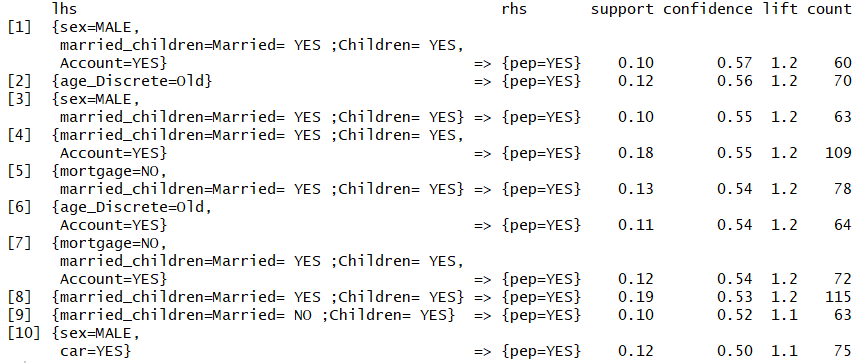 lhs                                                    rhs       support confidence lift count
[1]  {sex=MALE,
      married_children=Married= YES ;Children= YES,
      Account=YES}                                       => {pep=YES}    0.10       0.57  1.2    60
[2]  {age_Discrete=Old}                                  => {pep=YES}    0.12       0.56  1.2    70
[3]  {sex=MALE,
      married_children=Married= YES ;Children= YES} => {pep=YES}    0.10       0.55  1.2    63
[4]  {married_children=Married= YES ;Children= YES,
      Account=YES}                                       => {pep=YES}    0.18       0.55  1.2   109
[5]  {mortgage=NO,
      married_children=Married= YES ;Children= YES} => {pep=YES}    0.13       0.54  1.2    78
[6]  {age_Discrete=Old,
      Account=YES}                                       => {pep=YES}    0.11       0.54  1.2    64
[7]  {mortgage=NO,
      married_children=Married= YES ;Children= YES,
      Account=YES}                                       => {pep=YES}    0.12       0.54  1.2    72
[8]  {married_children=Married= YES ;Children= YES} => {pep=YES}    0.19       0.53  1.2   115
[9]  {married_children=Married= NO ;Children= YES}  => {pep=YES}    0.10       0.52  1.1    63
[10] {sex=MALE,
      car=YES}                                           => {pep=YES}    0.12       0.50  1.1    75